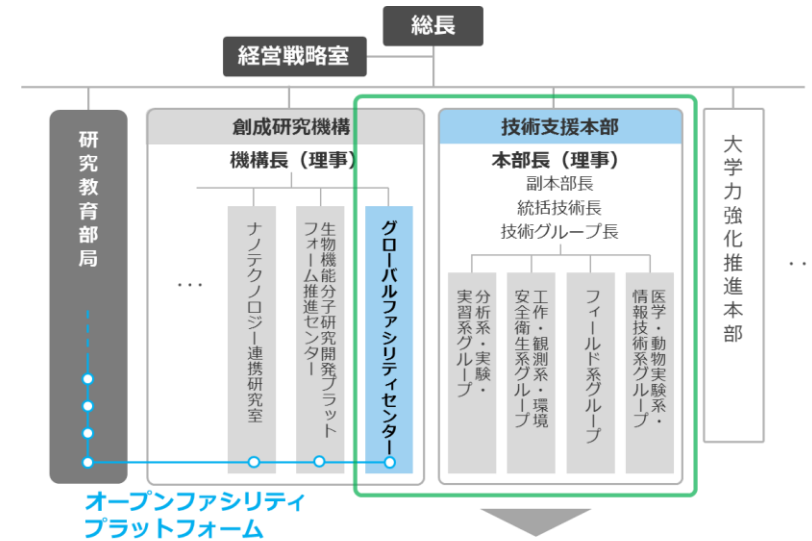 総長
経営戦略室
研究教育部局
創成研究機構
機構長（理事）
・・・
ナノテクノロジー連携研究室
生物機能分子研究開発プラット
フォーム推進センター
グローバルファシリティセンター
技術支援本部
本部長（理事）
副本部長
統括技術長
技術グループ長
分析系・実験・
実習系グループ
工作・観測系・環境
安全衛生系グループ
フィールド系グループ
医学・動物実験系・
情報技術系グループ
大学力強化推進本部
・・
オープンファシリティ
プラットフォーム